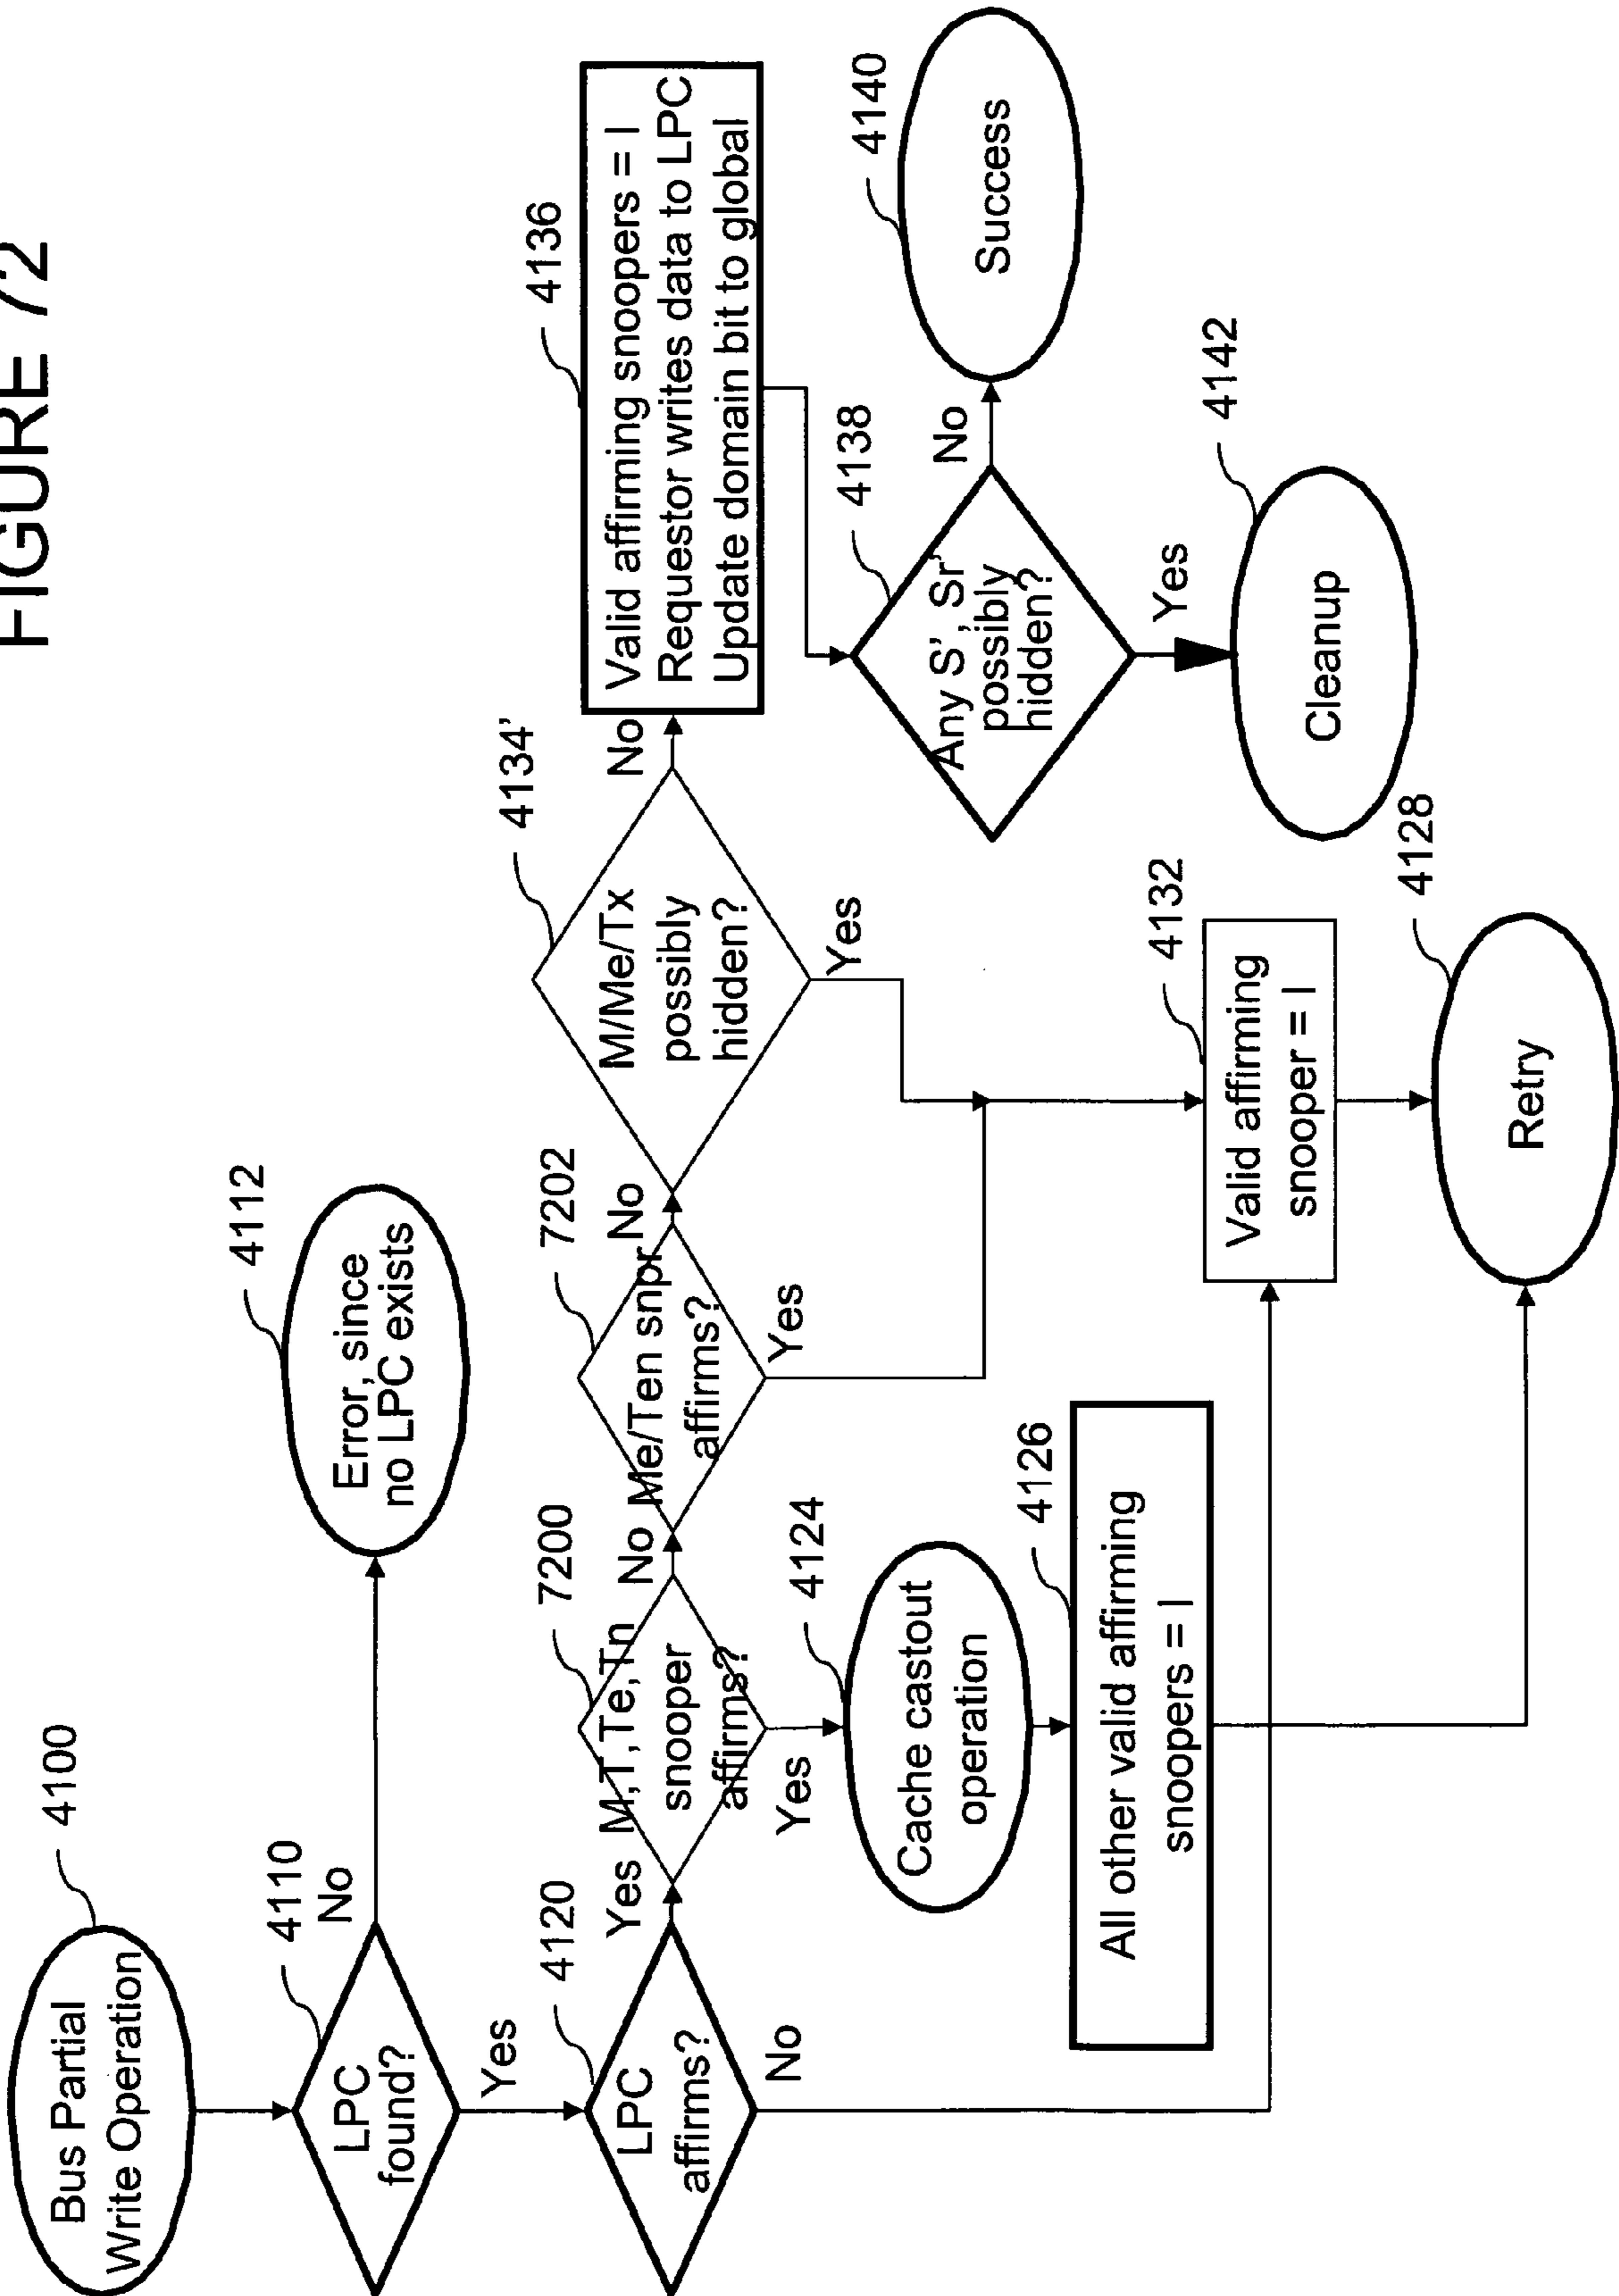 FIGURE 72
4100
Bus Partial
Write Operation
4110
LPC
found?
No
Yes
4112
Error, since
no LPC exists
4120
LPC
affirms?
Yes
No
7200
M,T,Te,Tn
snooper
affirms?
No
Yes
4124
Cache castout
operation
4126
All other valid affirming
snoopers = I
7202
Me/Ten snpr
affirms?
No
Yes
4134'
M/Me/Tx
possibly
hidden?
No
Yes
4132
Valid affirming
snooper = I
4128
Retry
4136
Valid affirming snoopers = I
Requestor writes data to LPC
Update domain bit to global
4138
Any S', Sr'
possibly
hidden?
No
Yes
4140
Success
4142
Cleanup